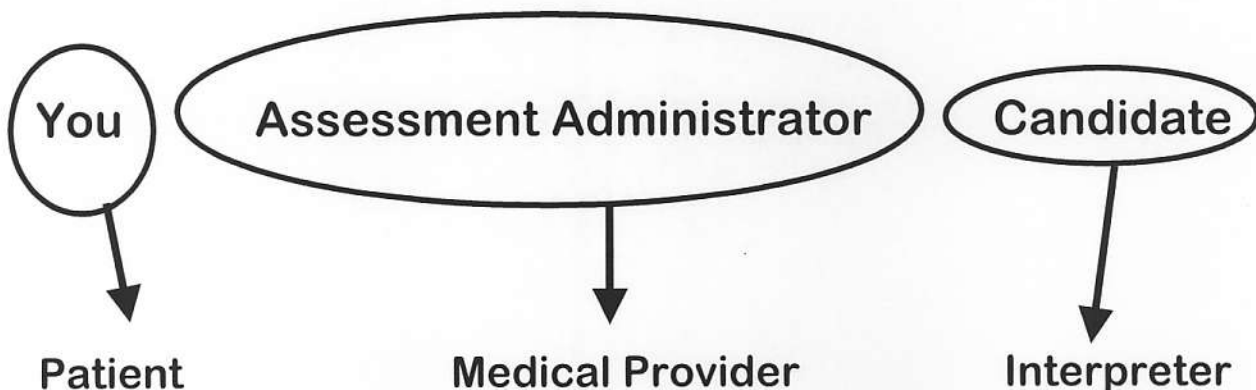 You Assessment Administrator Candidate
Patient Medical Provider Interpreter